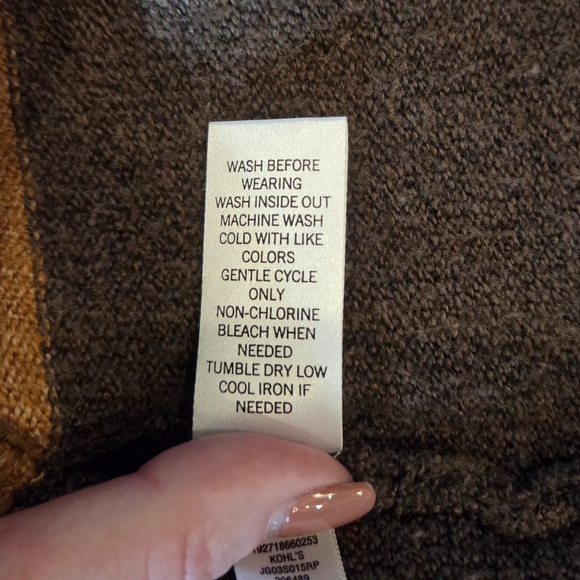 WASH BEFORE
WEARING
WASH INSIDE OUT
MACHINE WASH
COLD WITH LIKE
COLORS
GENTLE CYCLE
ONLY
NON-CHLORINE
BLEACH WHEN
NEEDED
TUMBLE DRY LOW
COOL IRON IF
NEEDED
192718660253
KOHL'S
JG03S015RP